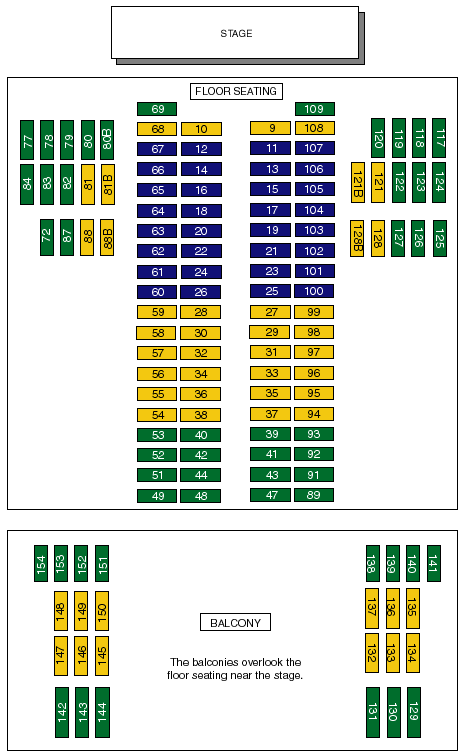 STAGE
FLOOR SEATING
69 109
68 10 9 108
67 12 11 107
77 78 79 80 80B
120 119 118 117
66 14 13 106
84 83 82 81 81B
65 16 15 105
121B 121 122 123 124
64 18 17 104
63 20 19 103
72 87 88 88B
128B 128 127 126 125
62 22 21 102
61 24 23 101
60 26 25 100
59 28 27 99
58 30 29 98
57 32 31 97
56 34 33 96
55 36 35 95
54 38 37 94
53 40 39 93
52 42 41 92
51 44 43 91
49 48 47 89
154 153 152 151
138 139 140 141
148 149 150
137 136 135
BALCONY
147 146 145
132 133 134
The balconies overlook the
floor seating near the stage.
142 143 144
131 130 129